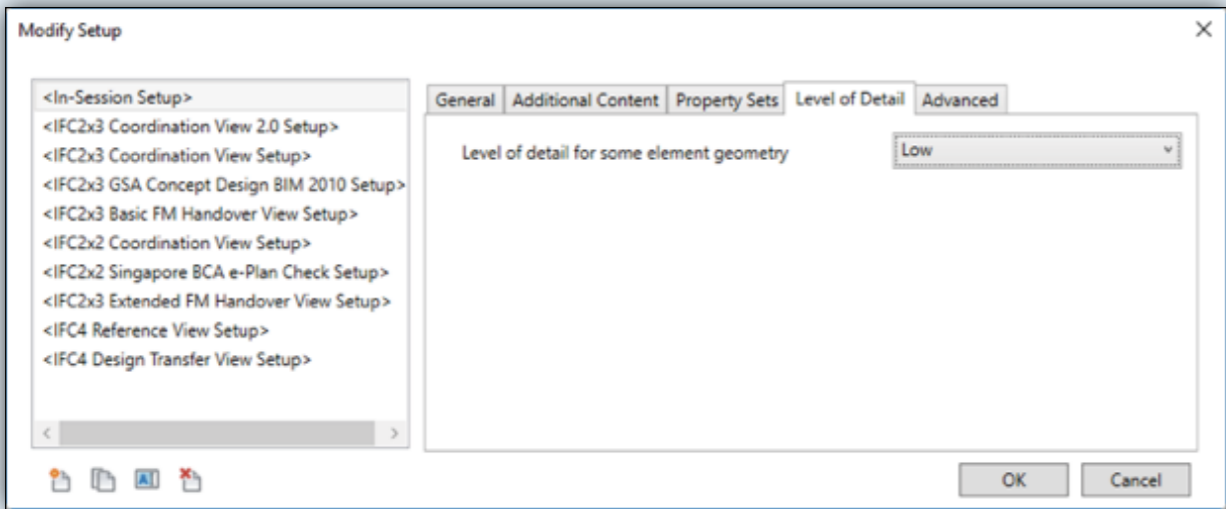 Modify Setup
<In-Session Setup>
<IFC2x3 Coordination View 2.0 Setup>
<IFC2x3 Coordination View Setup>
<IFC2x3 GSA Concept Design BIM 2010 Setup>
<IFC2x3 Basic FM Handover View Setup>
<IFC2x2 Coordination View Setup>
<IFC2x2 Singapore BCA e-Plan Check Setup>
<IFC2x3 Extended FM Handover View Setup>
<IFC4 Reference View Setup>
<IFC4 Design Transfer View Setup>
General Additional Content Property Sets Level of Detail Advanced
Level of detail for some element geometry Low
OK Cancel